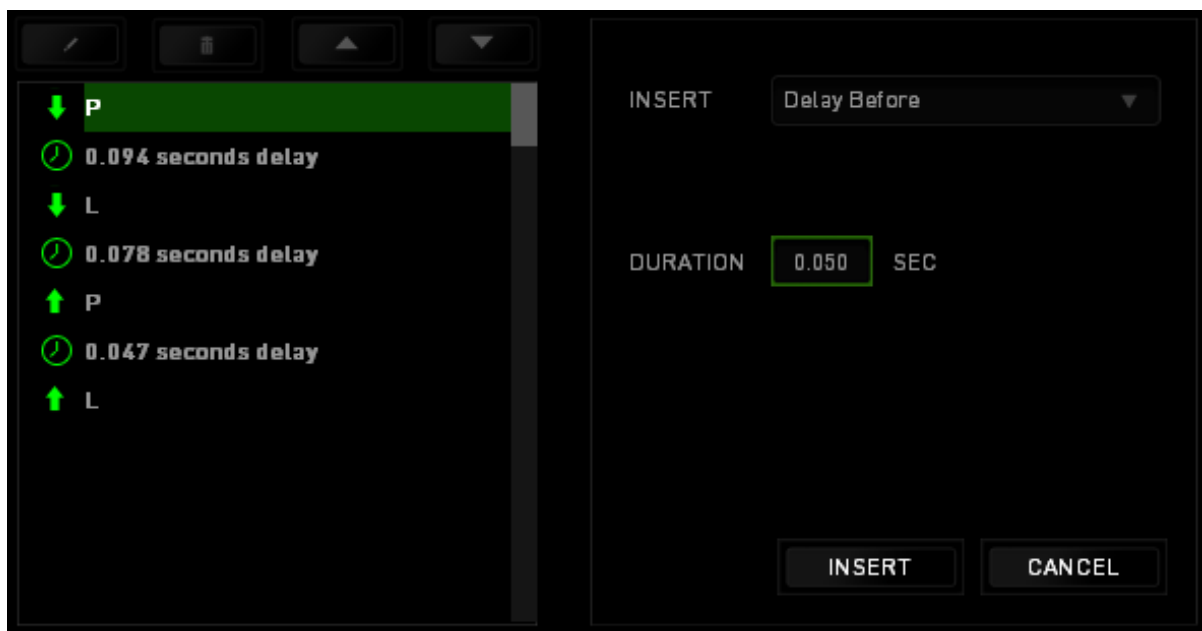 P
0.094 seconds delay
L
0.078 seconds delay
P
0.047 seconds delay
L
INSERT Delay Before
DURATION 0.050 SEC
INSERT CANCEL